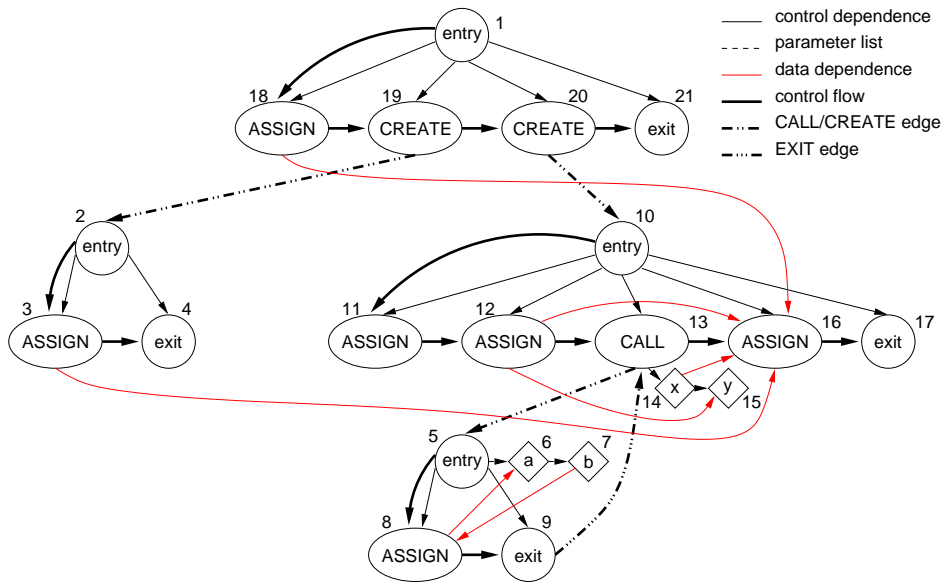 1
entry
18
19
20
21
ASSIGN
CREATE
CREATE
exit
control dependence
parameter list
data dependence
control flow
CALL/CREATE edge
EXIT edge
2
entry
10
entry
3
4
ASSIGN
exit
11
12
13
16
17
ASSIGN
ASSIGN
CALL
ASSIGN
exit
14
x
y
15
5
entry
6
a
7
b
8
9
ASSIGN
exit